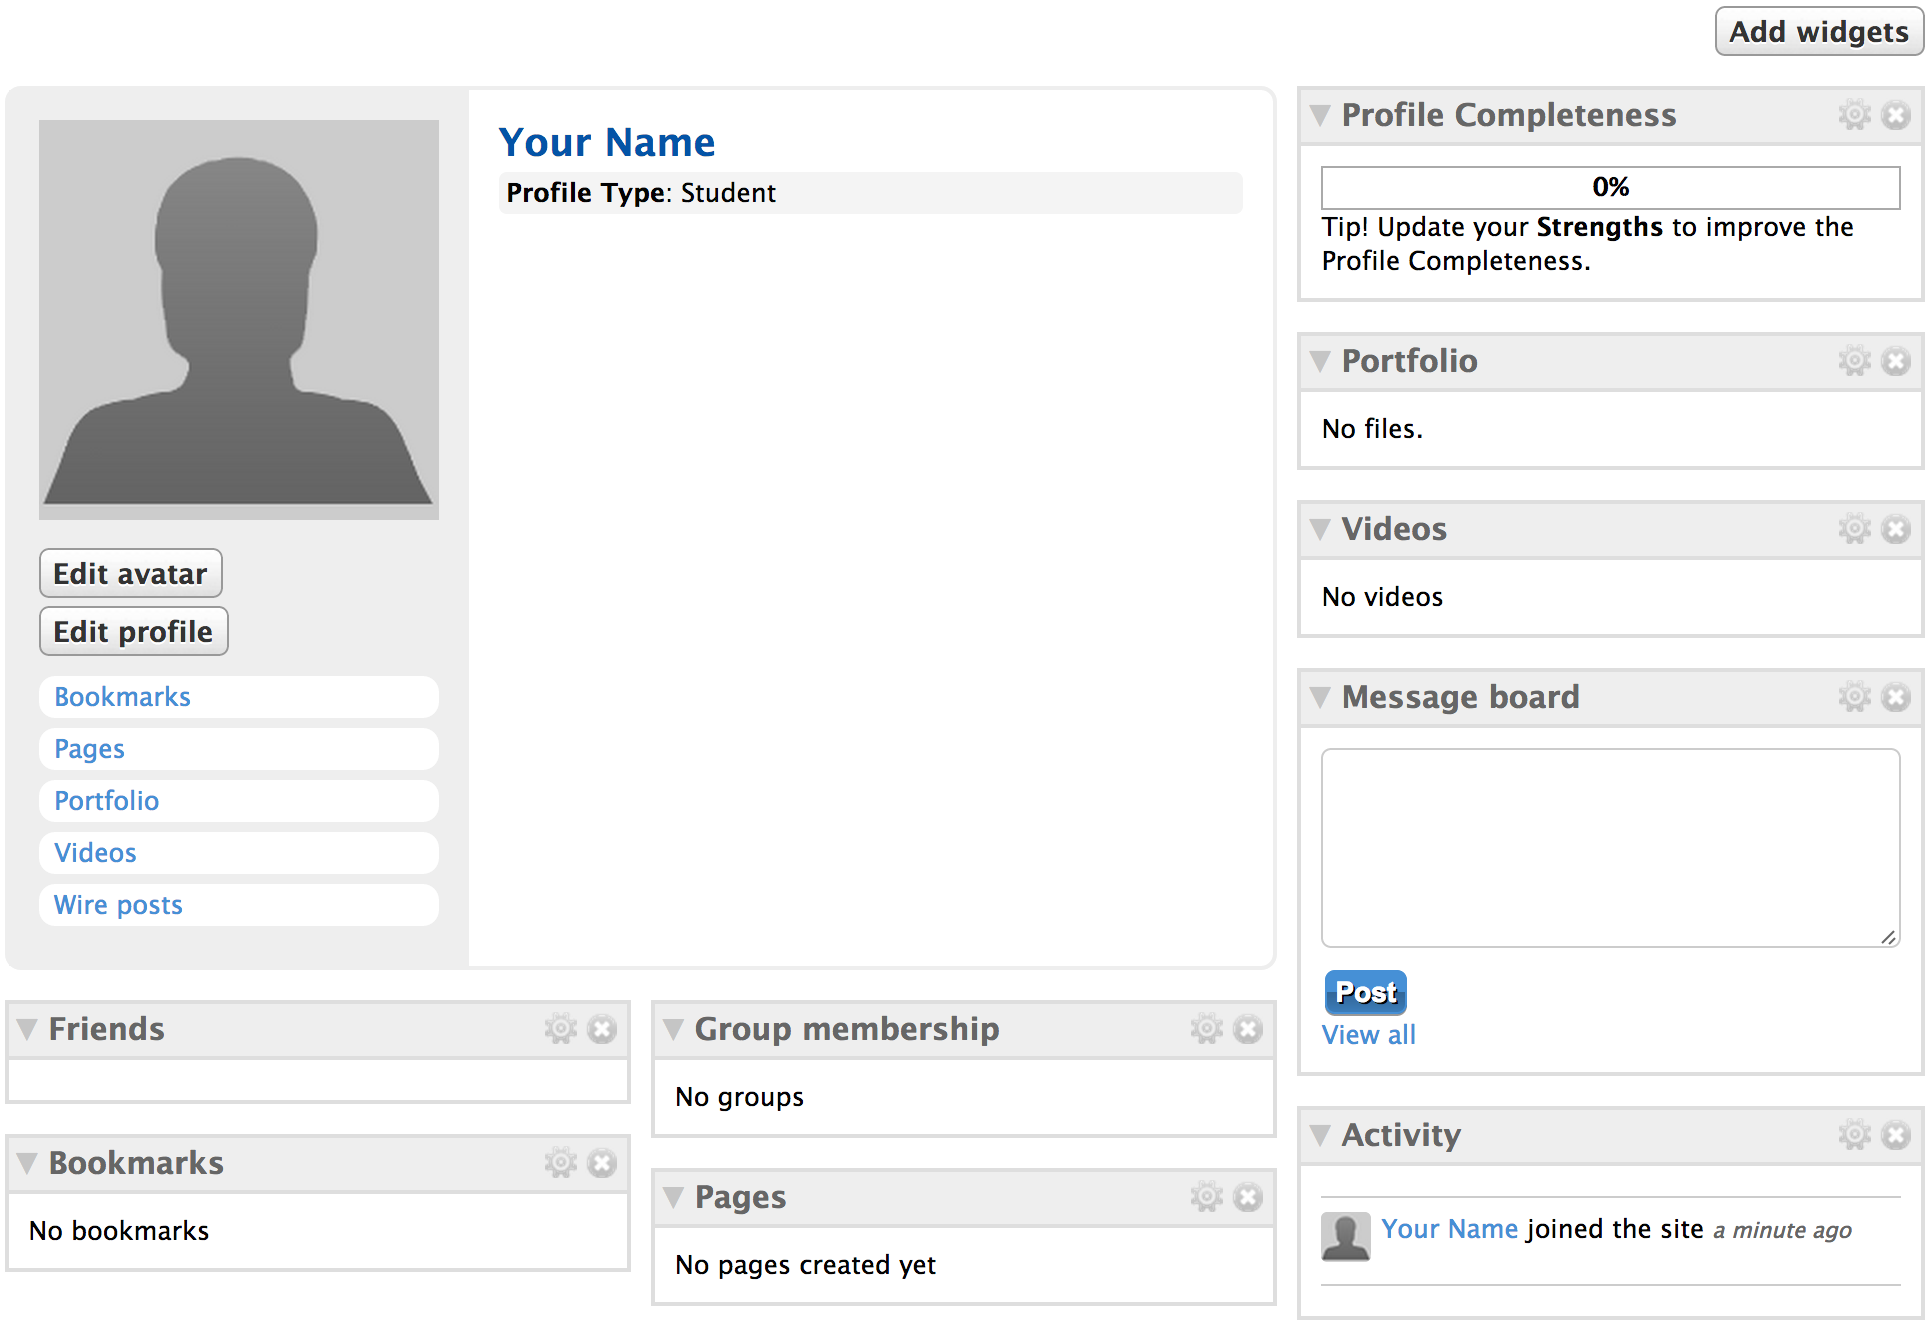 Add widgets
Your Name
Profile Type: Student
Edit avatar
Edit profile
Bookmarks
Pages
Portfolio
Videos
Wire posts
Profile Completeness
0%
Tip! Update your Strengths to improve the
Profile Completeness.
Portfolio
No files.
Videos
No videos
Message board
Post
View all
Friends
Bookmarks
No bookmarks
Group membership
No groups
Pages
No pages created yet
Activity
Your Name joined the site a minute ago